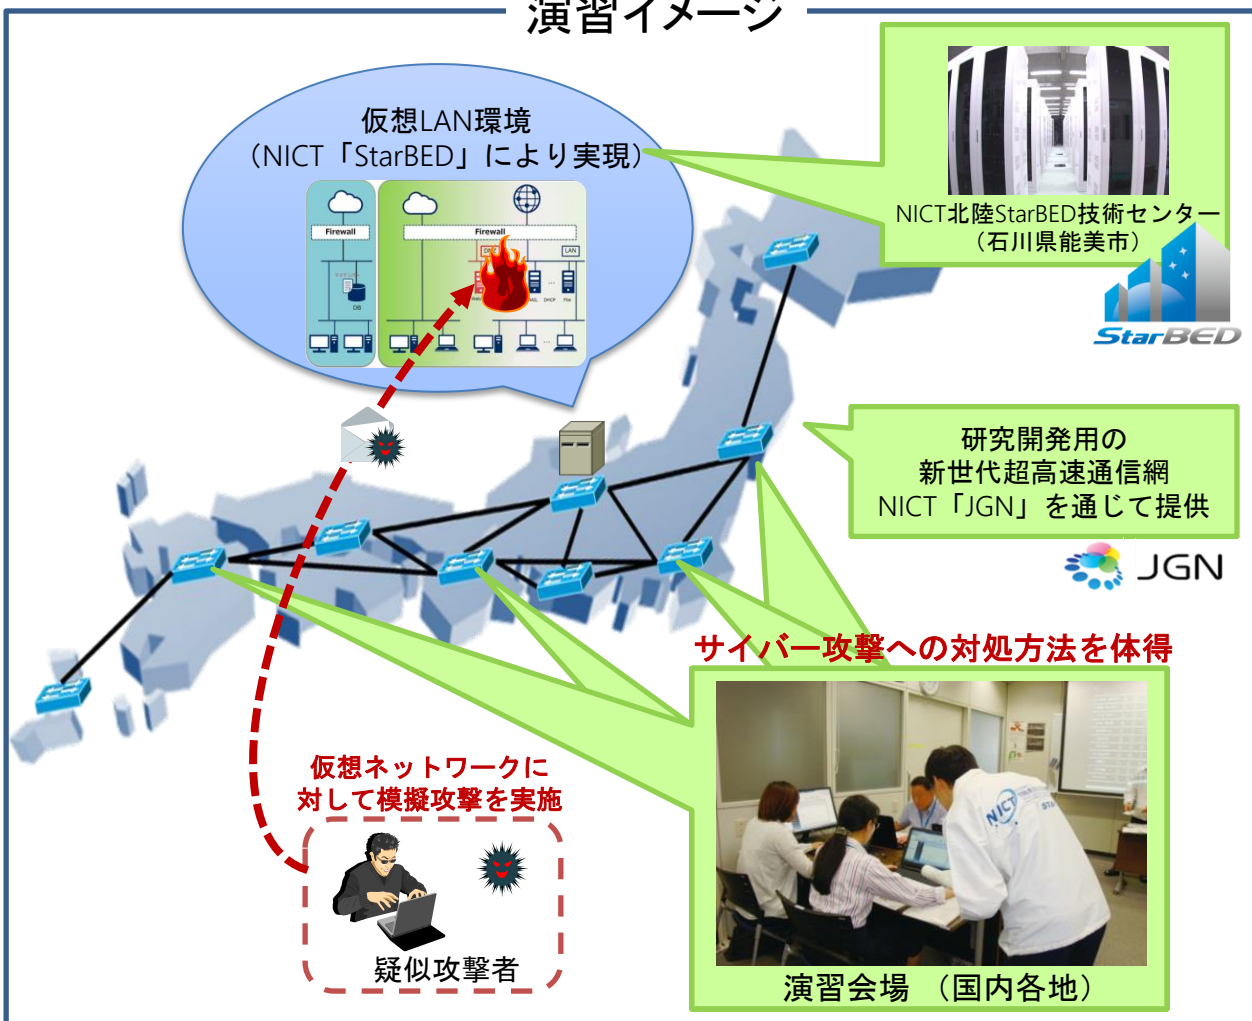 演習イメージ
仮想LAN環境
（NICT「StarBED」により実現）
Firewall
Firewall
LAN
DB
DHCP
File
NICT北陸StarBED技術センター
（石川県能美市）
StarBED
研究開発用の
新世代超高速通信網
NICT「JGN」を通じて提供
JGN
サイバー攻撃への対処方法を体得
仮想ネットワークに
対して模擬攻撃を実施
疑似攻撃者
NICT
演習会場　（国内各地）